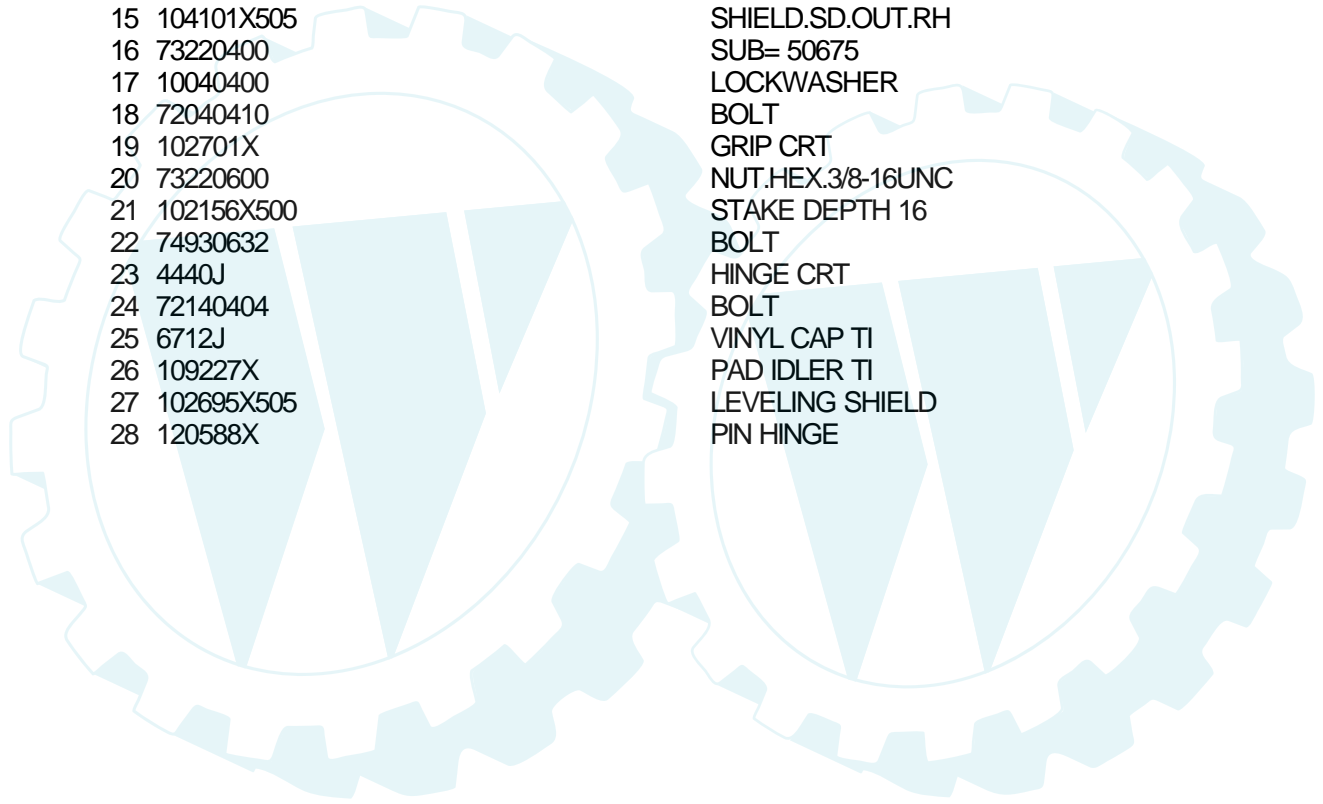 15 104101X505 SHIELD.SD.OUT.RH
16 73220400 SUB= 50675
17 10040400 LOCKWASHER
18 72040410 BOLT
19 102701X GRIP CRT
20 73220600 NUT.HEX.3/8-16UNC
21 102156X500 STAKE DEPTH 16
22 74930632 BOLT
23 4440J HINGE CRT
24 72140404 BOLT
25 6712J VINYL CAP TI
26 109227X PAD IDLER TI
27 102695X505 LEVELING SHIELD
28 120588X PIN HINGE